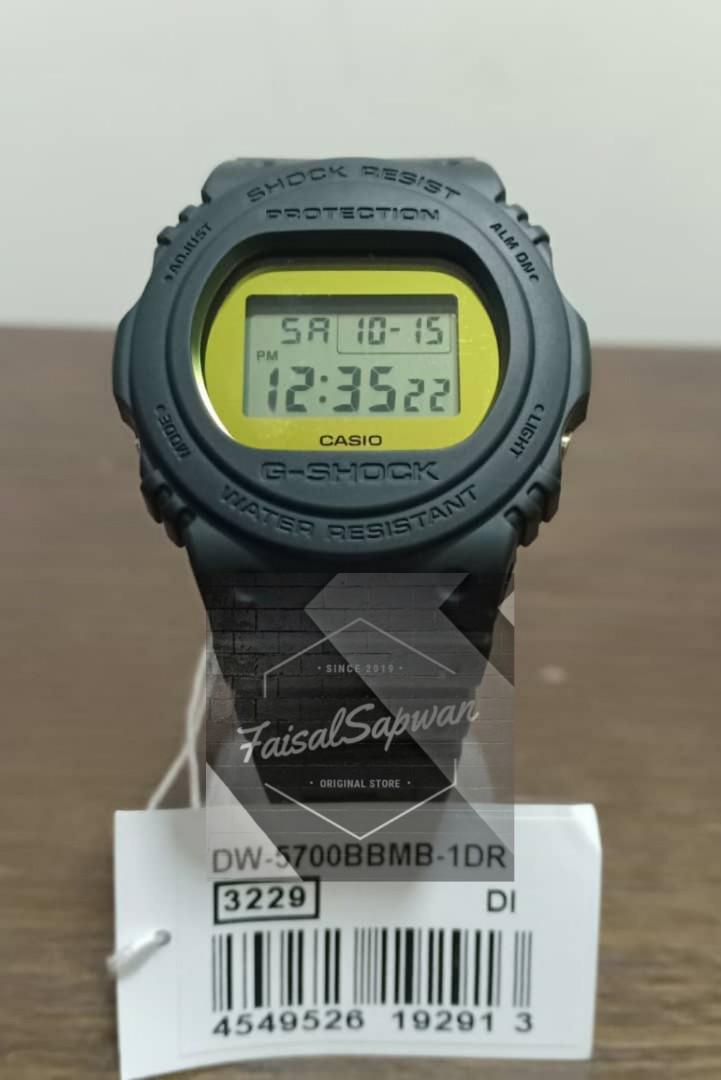 SHOCK RESIST
PROTECTION
ADJUST
ALM ON
SA 10-15
PM
12:35 22
CASIO
MODE
LIGHT
G-SHOCK
WATER RESISTANT
• SINCE 2019 •
FaisalSapwan
• ORIGINAL STORE •
DW-5700BBMB-1DR
3229 DI
4549526 19291 3